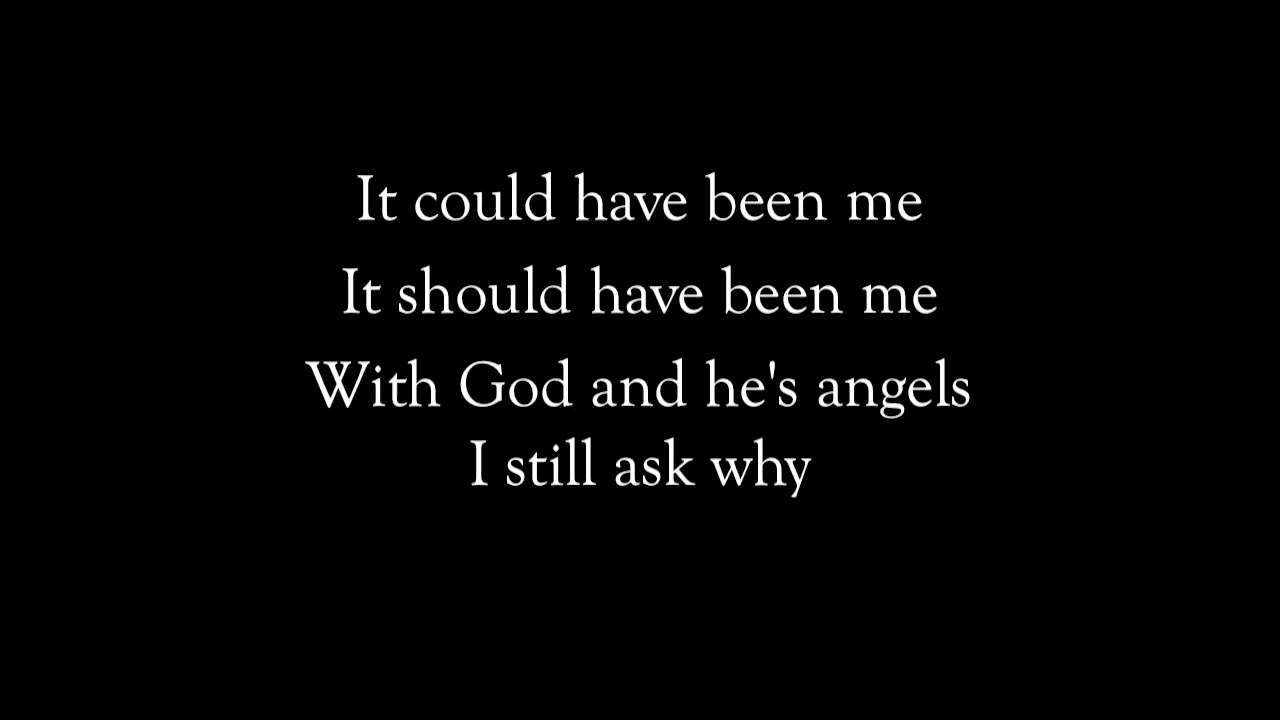 It could have been me
It should have been me
With God and he's angels
I still ask why